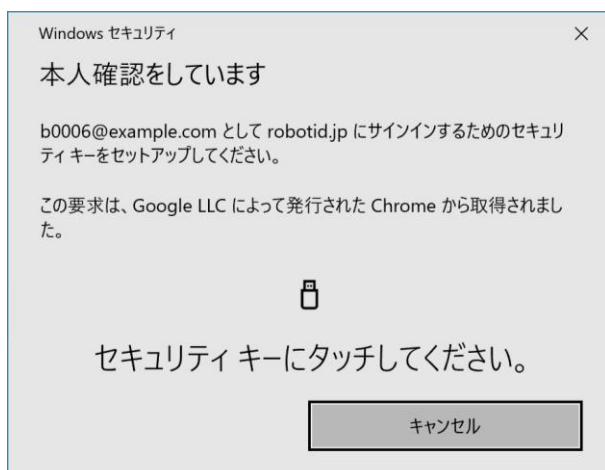 Windows セキュリティ
本人確認をしています
b0006@example.com として robotid.jp にサインインするためのセキュリ
ティ キーをセットアップしてください。
この要求は、Google LLC によって発行された Chrome から取得されまし
た。
セキュリティ キーにタッチしてください。
キャンセル